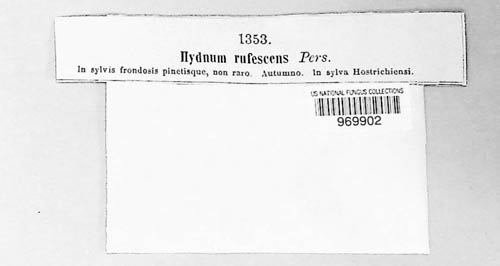 1353.
Hydnum rufescens Pers.
In sylvis frondosis pinetisque, non raro. Autumno. In sylva Hostrichiensi.
US NATIONAL FUNGUS COLLECTIONS
969902